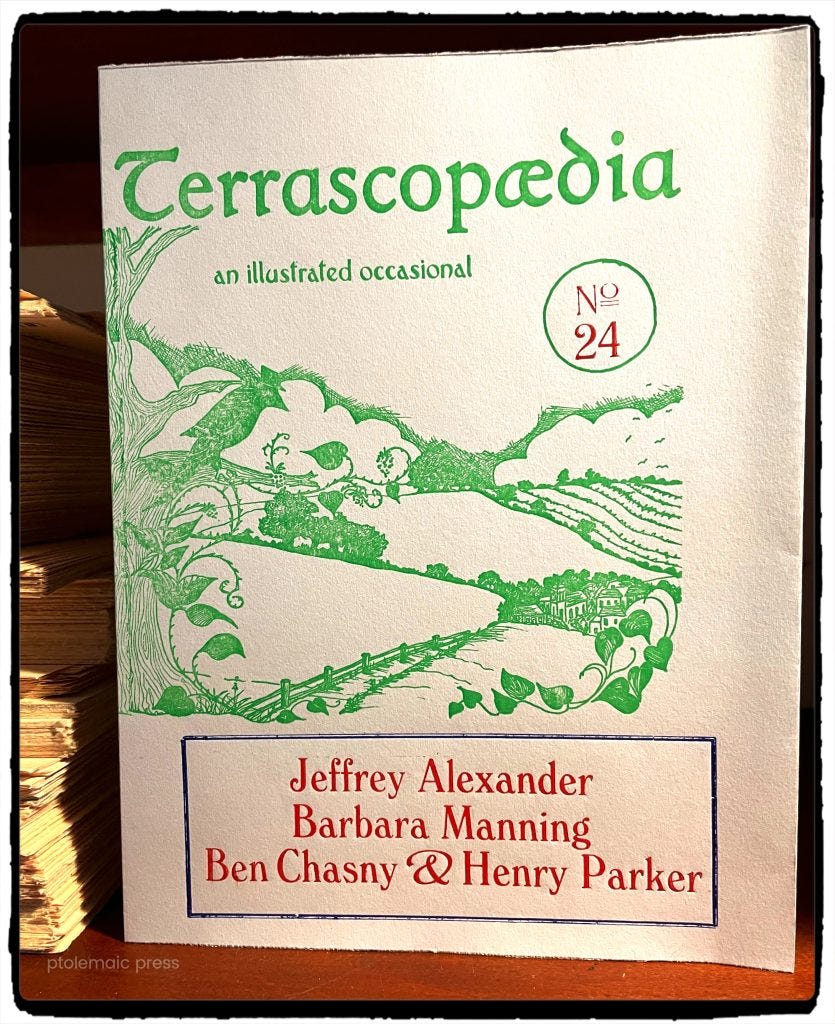 Terrascopædia
an illustrated occasional
Nº
24
Jeffrey Alexander
Barbara Manning
Ben Chasny & Henry Parker
ptolemaic press